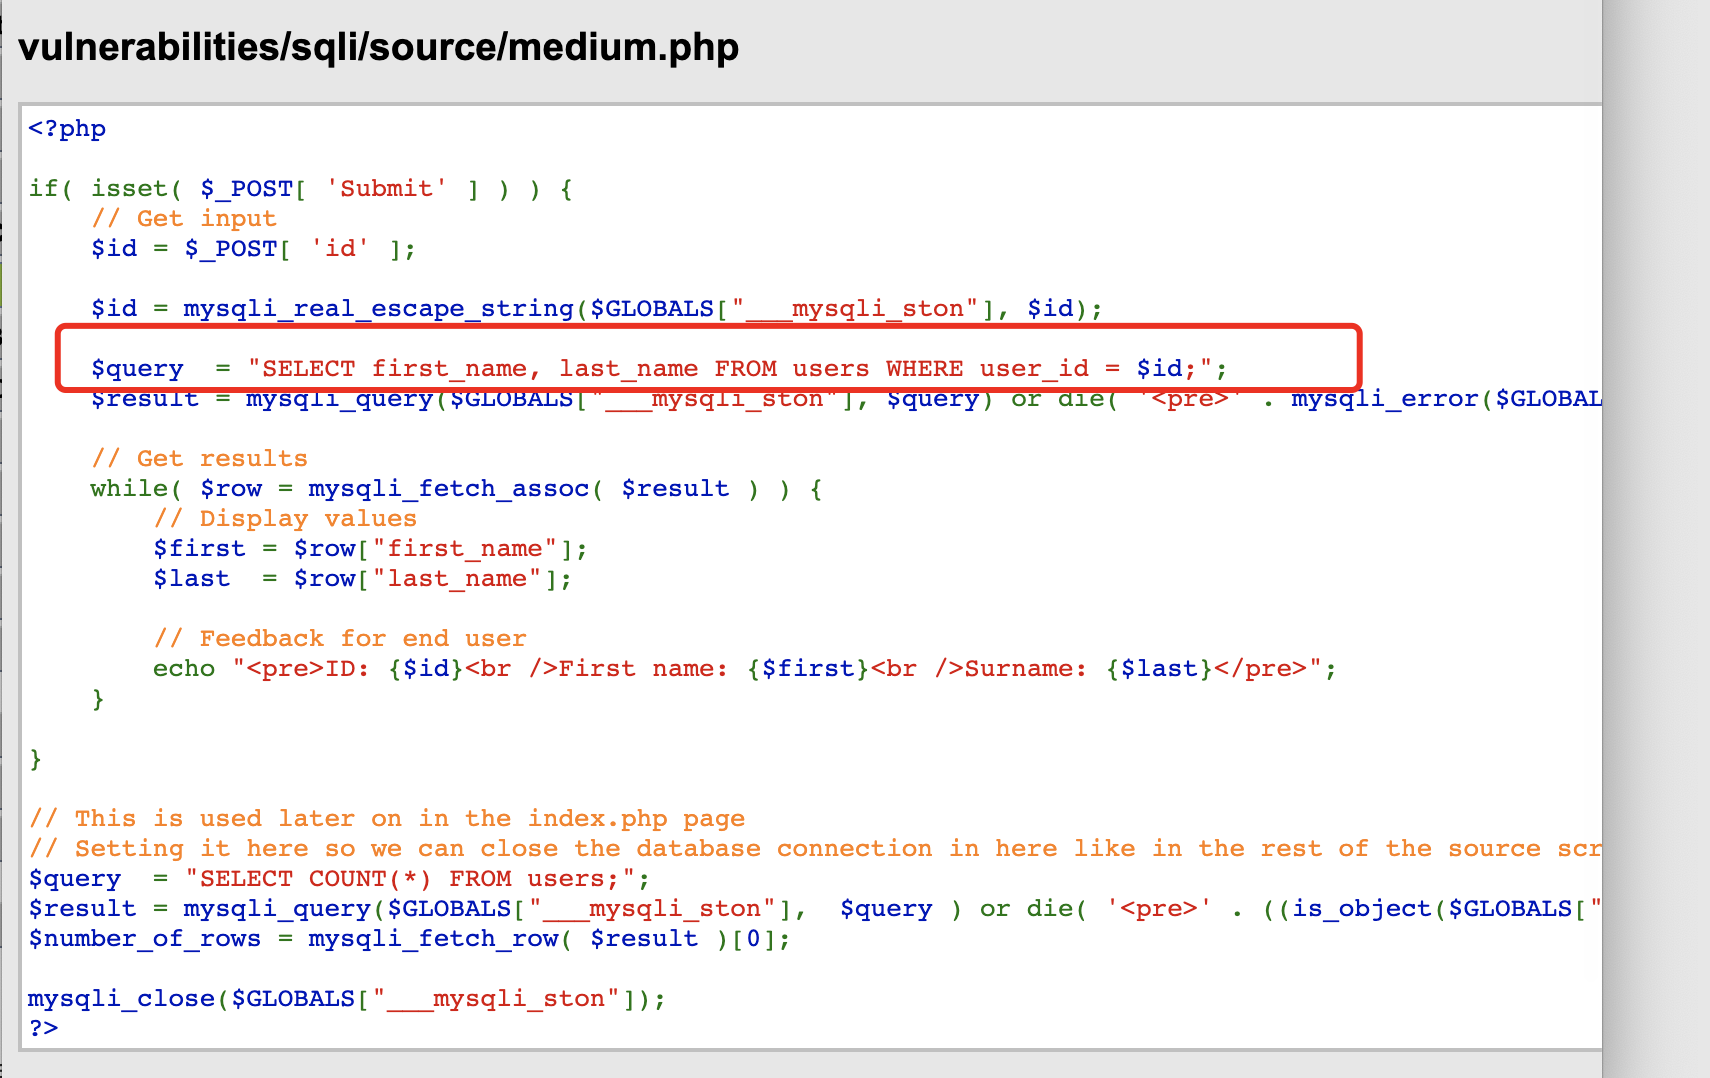 vulnerabilities/sqli/source/medium.php
<?php
if( isset( $_POST[ 'Submit' ] ) ) {
    // Get input
    $id = $_POST[ 'id' ];
    $id = mysqli_real_escape_string($GLOBALS["___mysqli_ston"], $id);
    $query  = "SELECT first_name, last_name FROM users WHERE user_id = $id;";
    $result = mysqli_query($GLOBALS["___mysqli_ston"], $query) or die( '<pre>' . mysqli_error($GLOBAL
    // Get results
    while( $row = mysqli_fetch_assoc( $result ) ) {
        // Display values
        $first = $row["first_name"];
        $last  = $row["last_name"];
        // Feedback for end user
        echo "<pre>ID: {$id}<br />First name: {$first}<br />Surname: {$last}</pre>";
    }
}
// This is used later on in the index.php page
// Setting it here so we can close the database connection in here like in the rest of the source scr
$query  = "SELECT COUNT(*) FROM users;";
$result = mysqli_query($GLOBALS["___mysqli_ston"],  $query ) or die( '<pre>' . ((is_object($GLOBALS["
$number_of_rows = mysqli_fetch_row( $result )[0];
mysqli_close($GLOBALS["___mysqli_ston"]);
?>